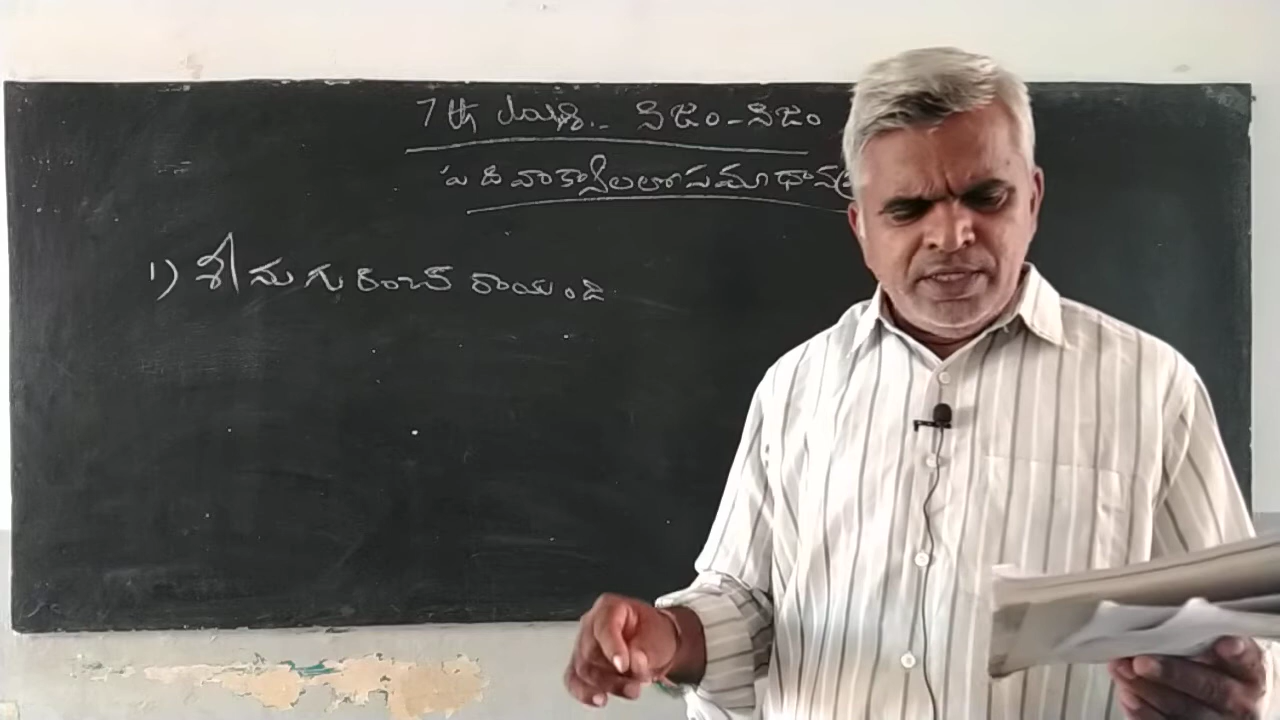 7th క్లాసు - నిజం-నిజం
పది వాక్యాలలో సమాధాన
1) శ్రీను గురించి రాయండి.